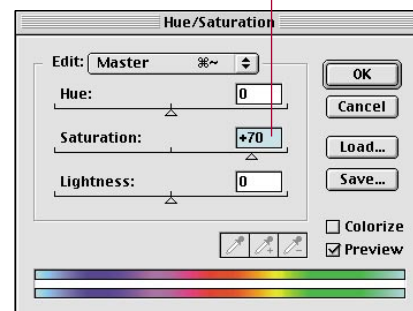 Hue/Saturation
Edit: Master ⌘~
OK
Hue: 0
Cancel
Saturation: +70
Load...
Lightness: 0
Save...
Colorize
Preview